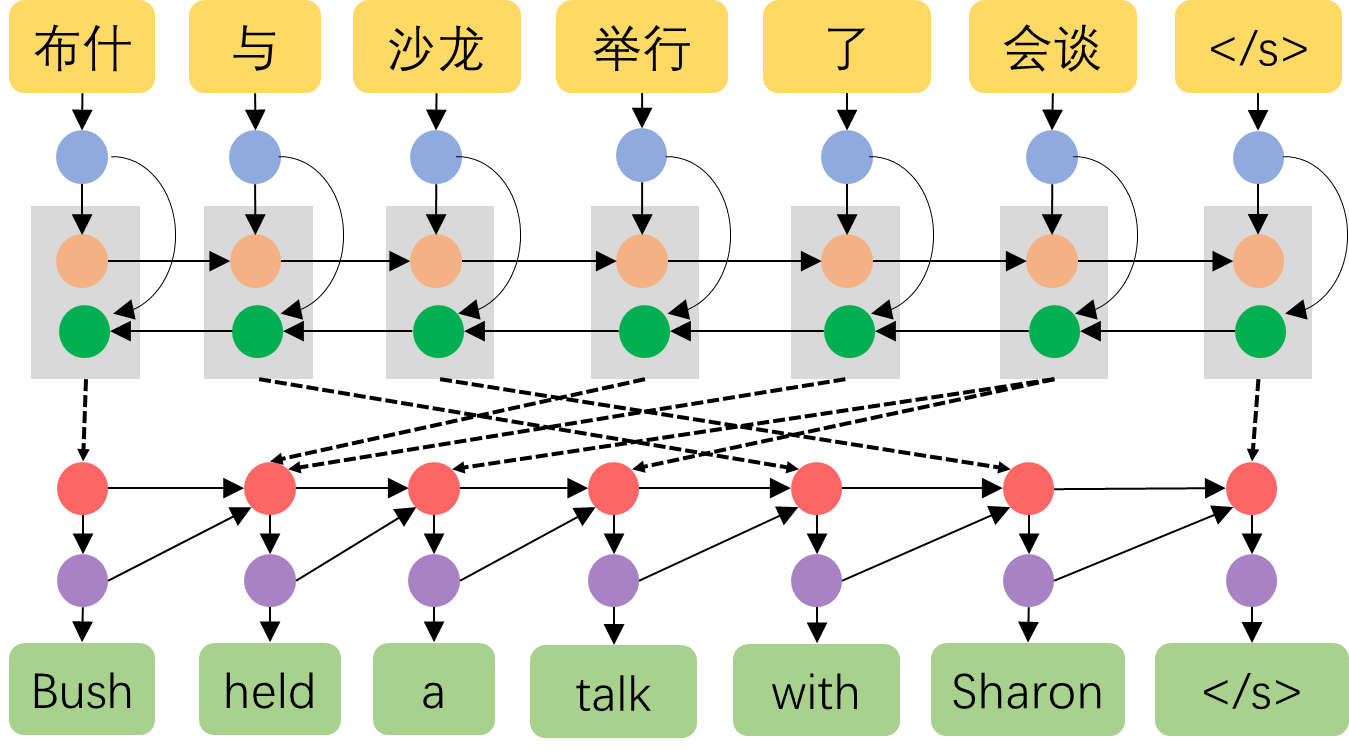 布什 与 沙龙 举行 了 会谈 </s>
Bush held a talk with Sharon </s>